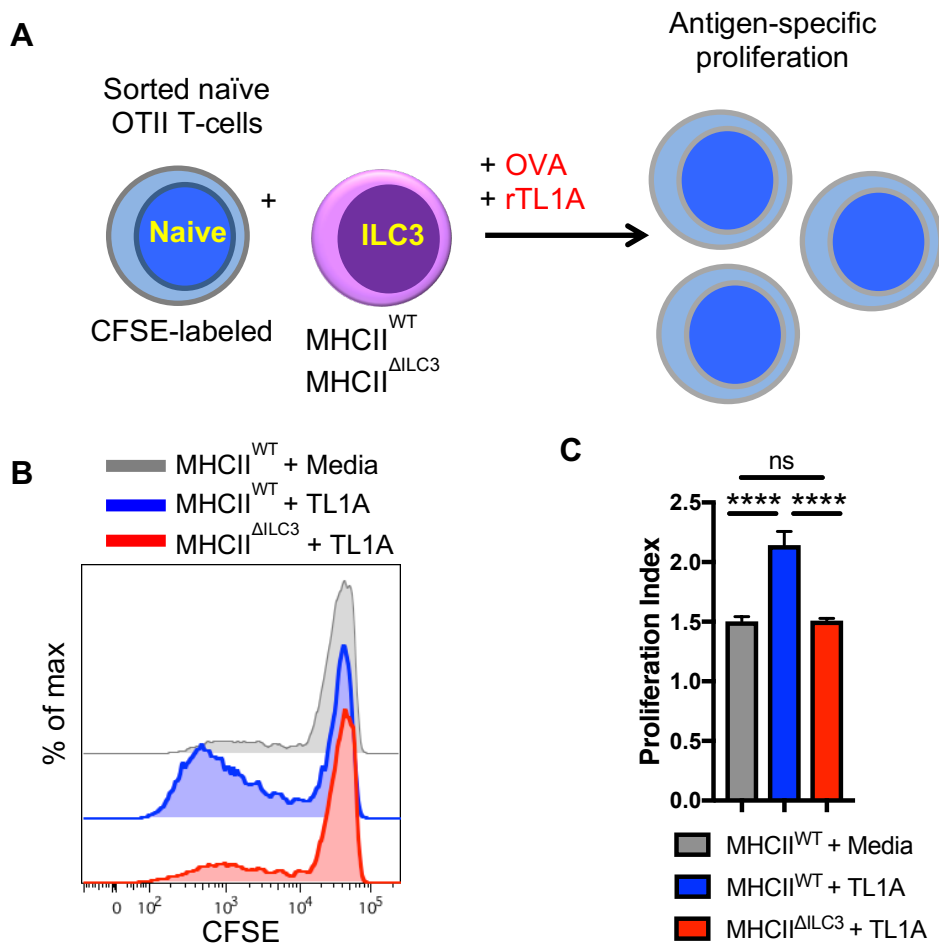 A
Sorted naïve
OTII T-cells
+
Naive
ILC3
CFSE-labeled
MHCII^WT
MHCII^ΔILC3
+ OVA
+ rTL1A
Antigen-specific
proliferation
B
MHCII^WT + Media
MHCII^WT + TL1A
MHCII^ΔILC3 + TL1A
% of max
0 10^2 10^3 10^4 10^5
CFSE
C
ns
**** ****
2.5
2.0
1.5
1.0
0.5
0.0
Proliferation Index
MHCII^WT + Media
MHCII^WT + TL1A
MHCII^ΔILC3 + TL1A